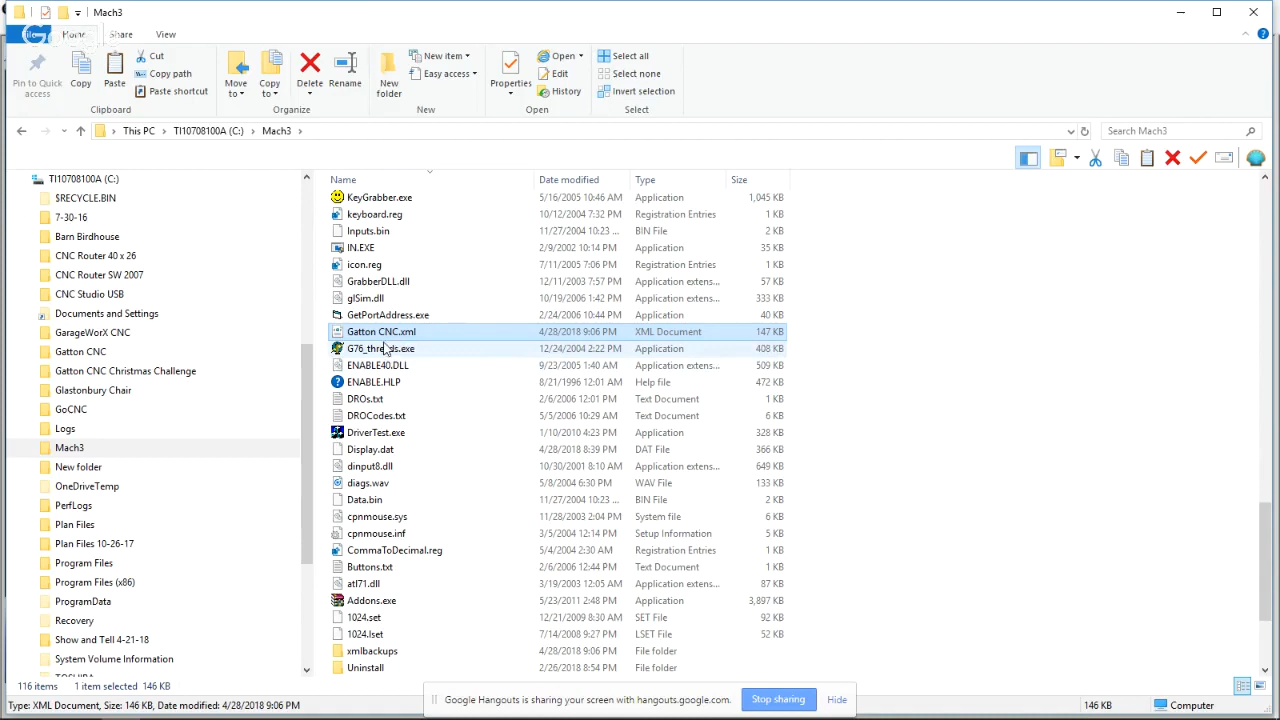 Mach3
File Home Share View
Pin to Quick access
Copy
Paste
Cut
Copy path
Paste shortcut
Clipboard
Move to
Copy to
Delete
Rename
Organize
New folder
New item
Easy access
New
Properties
Open
Edit
History
Open
Select all
Select none
Invert selection
Select
This PC TI10708100A (C:) Mach3
Search Mach3
TI10708100A (C:)
$RECYCLE.BIN
7-30-16
Barn Birdhouse
CNC Router 40 x 26
CNC Router SW 2007
CNC Studio USB
Documents and Settings
GarageWorX CNC
Gatton CNC
Gatton CNC Christmas Challenge
Glastonbury Chair
GoCNC
Logs
Mach3
New folder
OneDriveTemp
PerfLogs
Plan Files
Plan Files 10-26-17
Program Files
Program Files (x86)
ProgramData
Recovery
Show and Tell 4-21-18
System Volume Information
TOSHIBA
Name Date modified Type Size
KeyGrabber.exe 5/16/2005 10:46 AM Application 1,045 KB
keyboard.reg 10/12/2004 7:32 PM Registration Entries 1 KB
Inputs.bin 11/27/2004 10:23 ... BIN File 2 KB
IN.EXE 2/9/2002 10:14 PM Application 35 KB
icon.reg 7/11/2005 7:06 PM Registration Entries 1 KB
GrabberDLL.dll 12/11/2003 7:57 PM Application extens... 57 KB
glSim.dll 10/19/2006 1:42 PM Application extens... 333 KB
GetPortAddress.exe 2/24/2006 10:44 PM Application 40 KB
Gatton CNC.xml 4/28/2018 9:06 PM XML Document 147 KB
G76_threads.exe 12/24/2004 2:22 PM Application 408 KB
ENABLE40.DLL 9/23/2005 1:40 AM Application extens... 509 KB
ENABLE.HLP 8/21/1996 12:01 AM Help file 472 KB
DROs.txt 2/6/2006 12:01 PM Text Document 1 KB
DROCodes.txt 5/5/2006 10:29 AM Text Document 6 KB
DriverTest.exe 1/10/2010 4:23 PM Application 328 KB
Display.dat 4/28/2018 8:39 PM DAT File 366 KB
dinput8.dll 10/30/2001 8:10 AM Application extens... 649 KB
diags.wav 5/8/2004 6:30 PM WAV File 133 KB
Data.bin 11/27/2004 10:23 ... BIN File 2 KB
cpnmouse.sys 11/28/2003 2:04 PM System file 6 KB
cpnmouse.inf 3/5/2004 12:14 PM Setup Information 5 KB
CommaToDecimal.reg 5/4/2004 2:30 AM Registration Entries 1 KB
Buttons.txt 2/6/2006 12:44 PM Text Document 1 KB
atl71.dll 3/19/2003 12:05 AM Application extens... 87 KB
Addons.exe 5/23/2011 2:48 PM Application 3,897 KB
1024.set 12/21/2009 8:30 AM SET File 92 KB
1024.lset 7/14/2008 9:27 PM LSET File 52 KB
xmlbackups 4/28/2018 9:06 PM File folder
Uninstall 2/26/2018 8:54 PM File folder
116 items 1 item selected 146 KB
Google Hangouts is sharing your screen with hangouts.google.com. Stop sharing Hide
Type: XML Document, Size: 146 KB, Date modified: 4/28/2018 9:06 PM 146 KB Computer